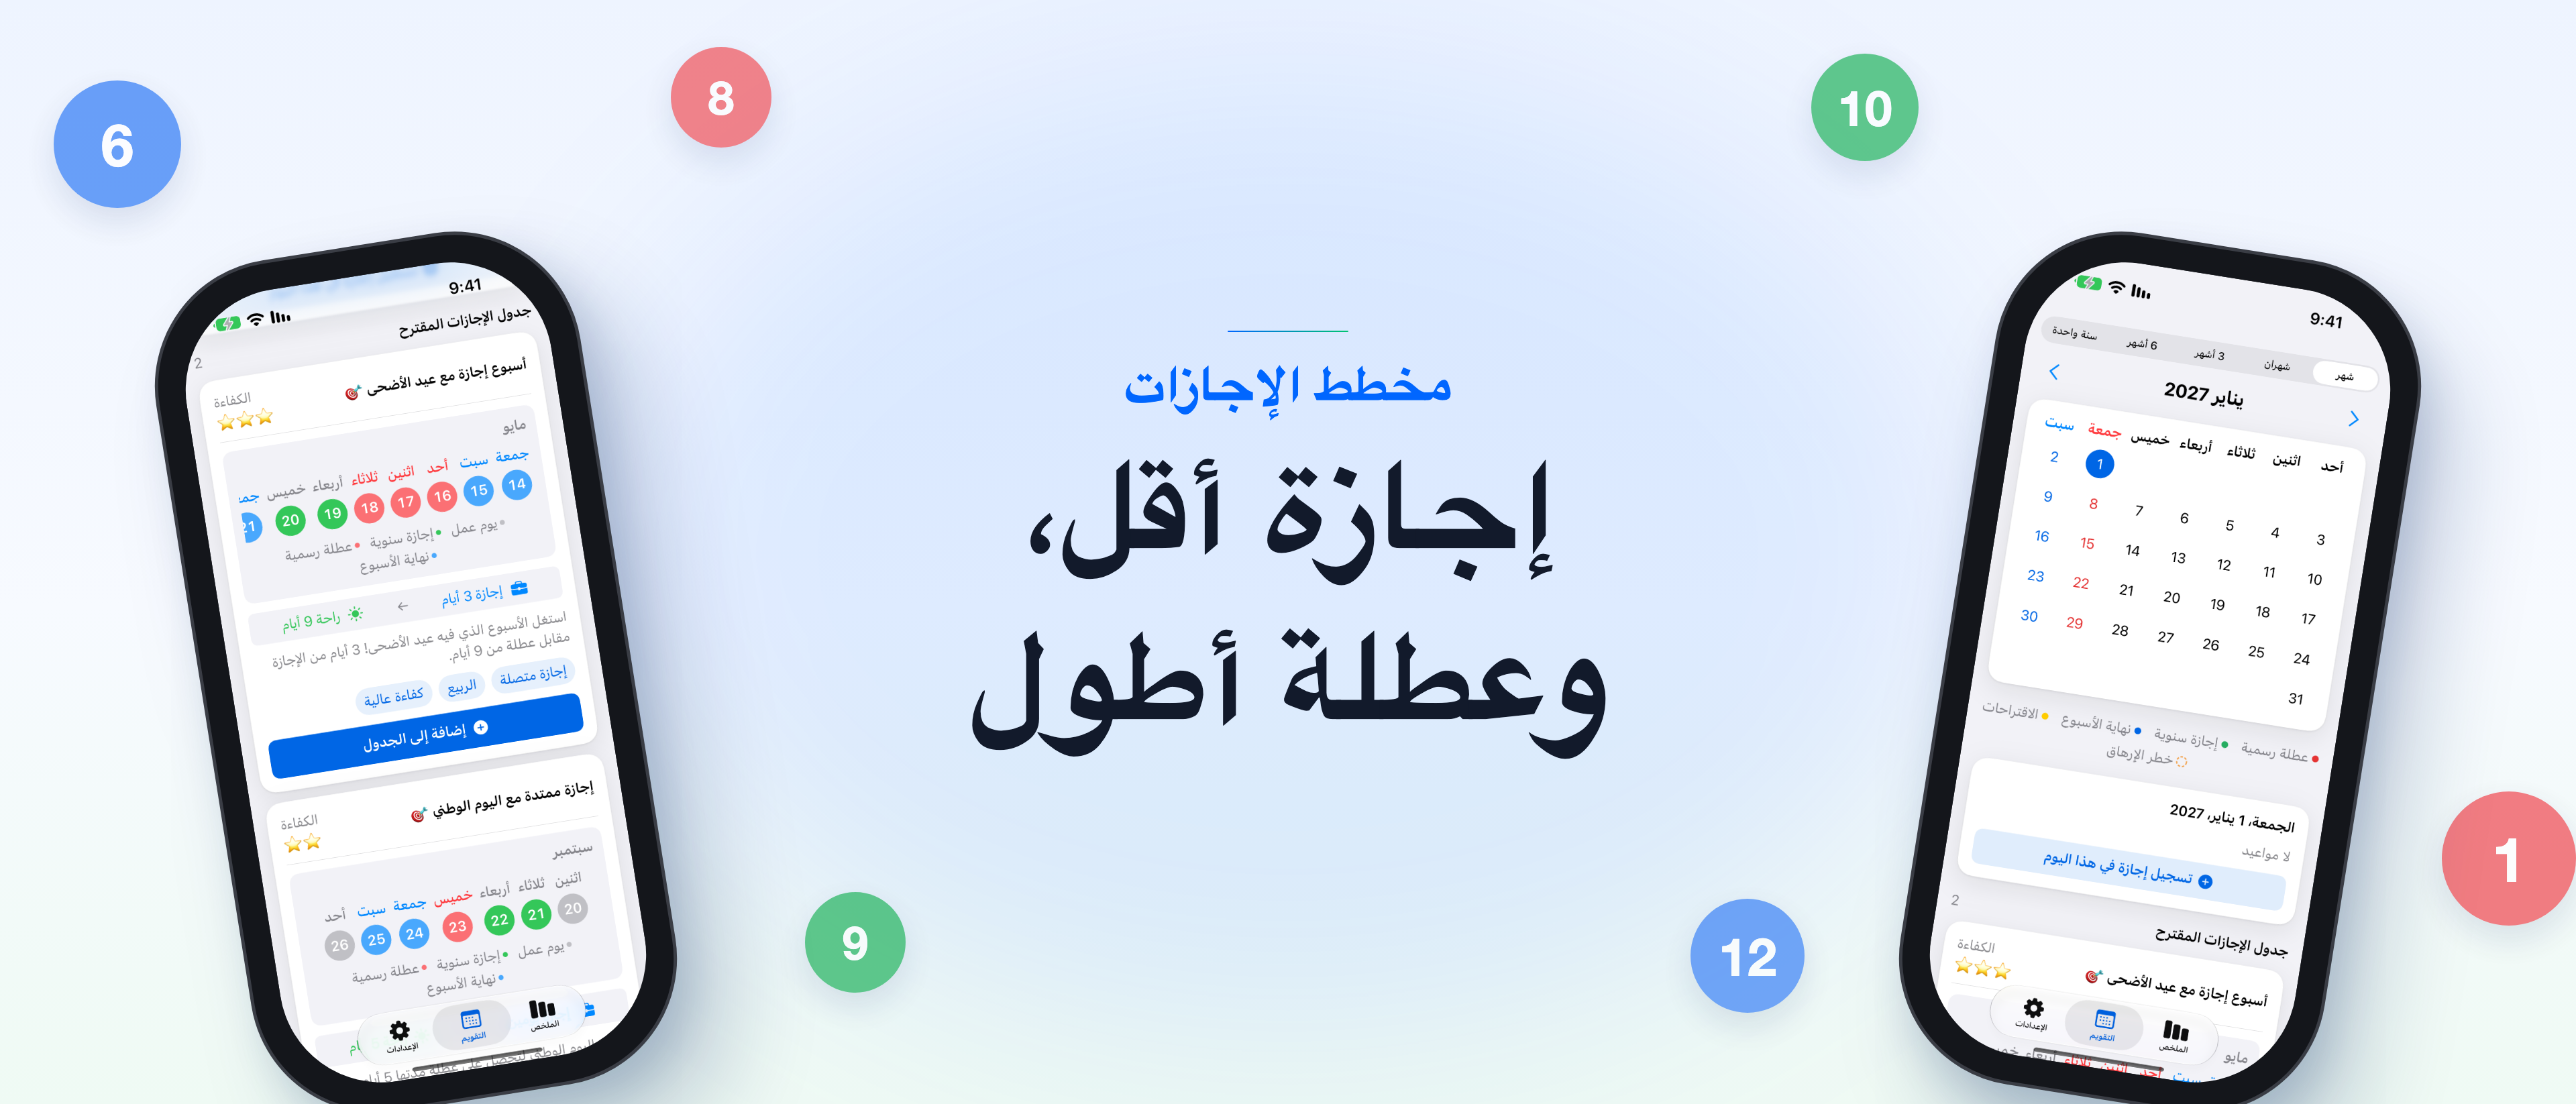 6
8
10
مخطط الإجازات
إجازة أقل،
وعطلة أطول
9
12
1
9:41
جدول الإجازات المقترح
2
أسبوع إجازة مع عيد الأضحى
الكفاءة
مايو
جمعة سبت أحد اثنين ثلاثاء أربعاء خميس
14 15 16 17 18 19 20 21
يوم عمل إجازة سنوية عطلة رسمية
نهاية الأسبوع
إجازة 3 أيام ← راحة 9 أيام
استغل الأسبوع الذي فيه عيد الأضحى! 3 أيام من الإجازة
مقابل عطلة من 9 أيام.
إجازة متصلة الربيع كفاءة عالية
إضافة إلى الجدول
إجازة ممتدة مع اليوم الوطني
الكفاءة
سبتمبر
اثنين ثلاثاء أربعاء خميس جمعة سبت أحد
20 21 22 23 24 25 26
يوم عمل إجازة سنوية عطلة رسمية
نهاية الأسبوع
الملخص التقويم الإعدادات
9:41
شهر شهران 3 أشهر 6 أشهر سنة واحدة
يناير 2027
أحد اثنين ثلاثاء أربعاء خميس جمعة سبت
1 2
3 4 5 6 7 8 9
10 11 12 13 14 15 16
17 18 19 20 21 22 23
24 25 26 27 28 29 30
31
عطلة رسمية إجازة سنوية نهاية الأسبوع الاقتراحات
خطر الإرهاق
الجمعة، 1 يناير، 2027
لا مواعيد
تسجيل إجازة في هذا اليوم
جدول الإجازات المقترح
2
أسبوع إجازة مع عيد الأضحى
الكفاءة
مايو
الملخص التقويم الإعدادات